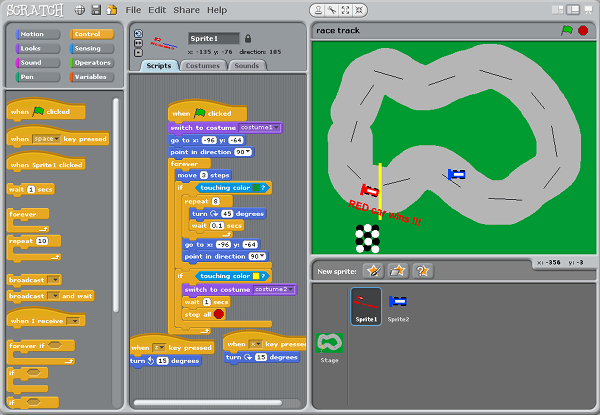 SCRATCH
File Edit Share Help
Motion
Control
Looks
Sensing
Sound
Operators
Pen
Variables
when clicked
when space key pressed
when Sprite1 clicked
wait 1 secs
forever
repeat 10
broadcast
broadcast and wait
when I receive
forever if
if
if
Sprite1
x: -135 y: -76 direction: 105
Scripts
Costumes
Sounds
when clicked
switch to costume costume1
go to x: -96 y: -64
point in direction 90
forever
move 3 steps
if touching color ?
repeat 8
turn 45 degrees
wait 0.1 secs
go to x: -96 y: -64
point in direction 90
if touching color ?
switch to costume costume2
wait 1 secs
stop all
when key pressed
turn 15 degrees
when key pressed
turn 15 degrees
race track
RED car wins !!
x: -356 y: -3
New sprite:
Sprite1
Sprite2
Stage